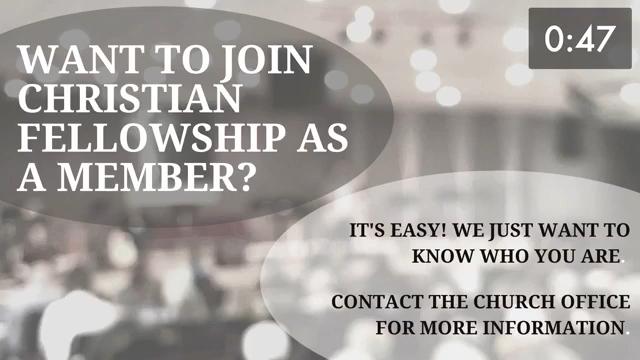 WANT TO JOIN
CHRISTIAN
FELLOWSHIP AS
A MEMBER?
0:47
IT'S EASY! WE JUST WANT TO
KNOW WHO YOU ARE.
CONTACT THE CHURCH OFFICE
FOR MORE INFORMATION.